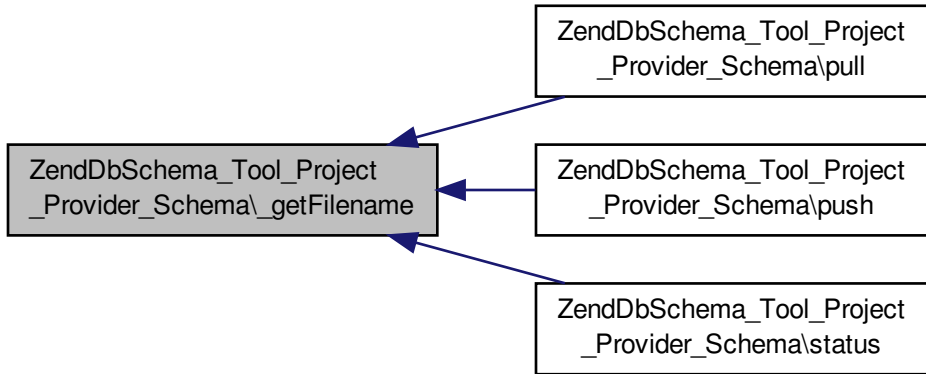 ZendDbSchema_Tool_Project
_Provider_Schema\_getFilename
ZendDbSchema_Tool_Project
_Provider_Schema\pull
ZendDbSchema_Tool_Project
_Provider_Schema\push
ZendDbSchema_Tool_Project
_Provider_Schema\status